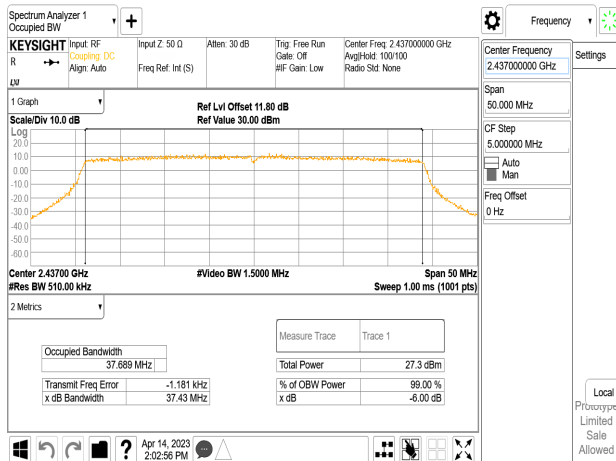 Spectrum Analyzer 1
Occupied BW
Frequency
KEYSIGHT
R
Input: RF
Coupling: DC
Align: Auto
Input Z: 50 Ω
Freq Ref: Int (S)
Atten: 30 dB
Trig: Free Run
Gate: Off
#IF Gain: Low
Center Freq: 2.437000000 GHz
Avg|Hold: 100/100
Radio Std: None
Center Frequency
2.437000000 GHz
Settings
Span
50.000 MHz
CF Step
5.000000 MHz
Auto
Man
Freq Offset
0 Hz
1 Graph
Scale/Div 10.0 dB
Ref Lvl Offset 11.80 dB
Ref Value 30.00 dBm
Log
20.0
10.0
0.00
-10.0
-20.0
-30.0
-40.0
-50.0
-60.0
Center 2.43700 GHz
#Res BW 510.00 kHz
#Video BW 1.5000 MHz
Span 50 MHz
Sweep 1.00 ms (1001 pts)
2 Metrics
Measure Trace Trace 1
Occupied Bandwidth
37.689 MHz
Total Power 27.3 dBm
Transmit Freq Error -1.181 kHz
% of OBW Power 99.00 %
x dB Bandwidth 37.43 MHz
x dB -6.00 dB
Local
Prototype
Limited
Sale
Allowed
Apr 14, 2023
2:02:56 PM